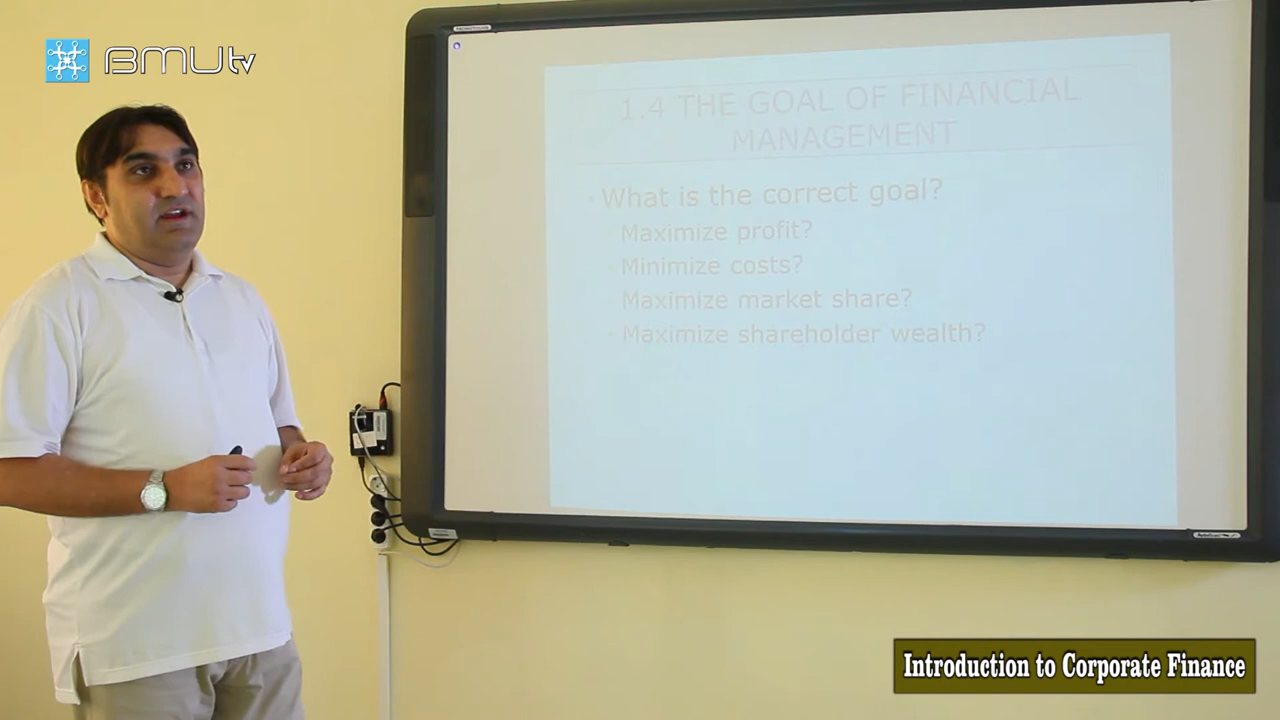 BMUtv
1.4 THE GOAL OF FINANCIAL
MANAGEMENT
• What is the correct goal?
• Maximize profit?
• Minimize costs?
• Maximize market share?
• Maximize shareholder wealth?
Introduction to Corporate Finance